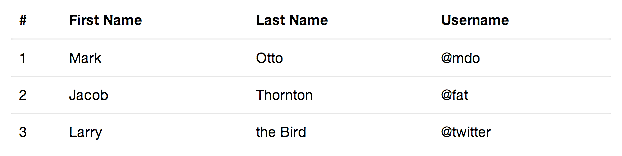 # First Name Last Name Username
1 Mark Otto @mdo
2 Jacob Thornton @fat
3 Larry the Bird @twitter